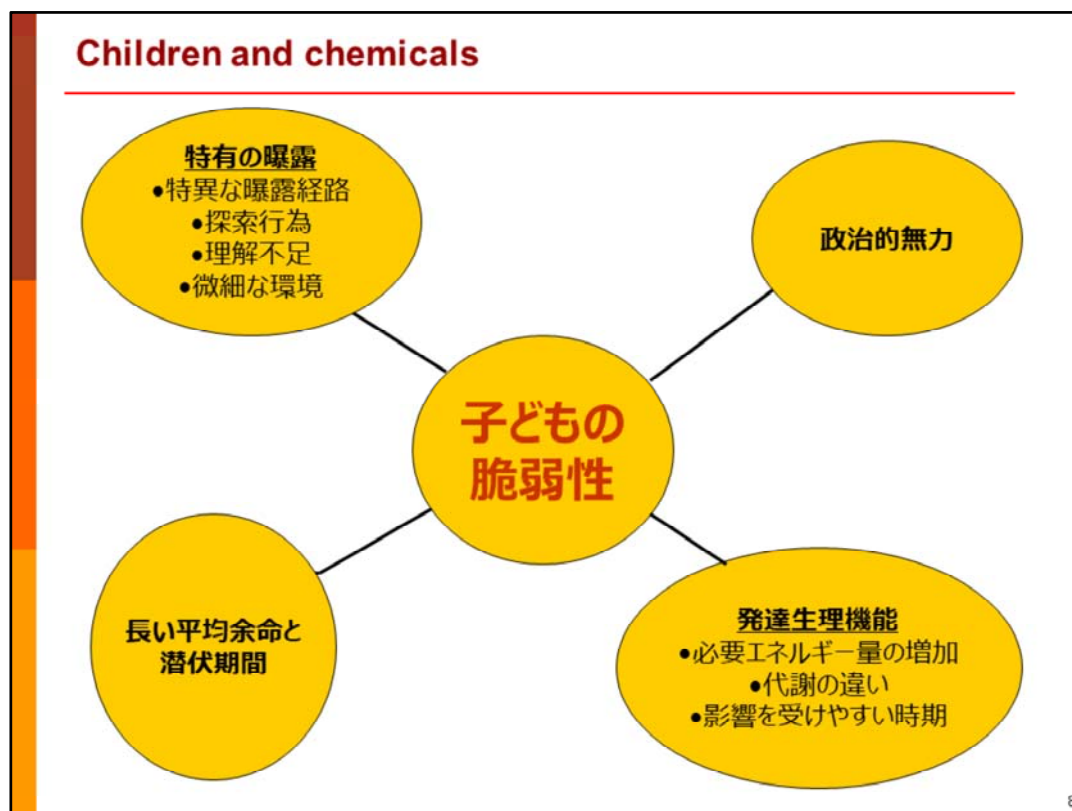 Children and chemicals
特有の曝露
●特異な曝露経路
●探索行為
●理解不足
●微細な環境
政治的無力
子どもの
脆弱性
長い平均余命と
潜伏期間
発達生理機能
●必要エネルギー量の増加
●代謝の違い
●影響を受けやすい時期